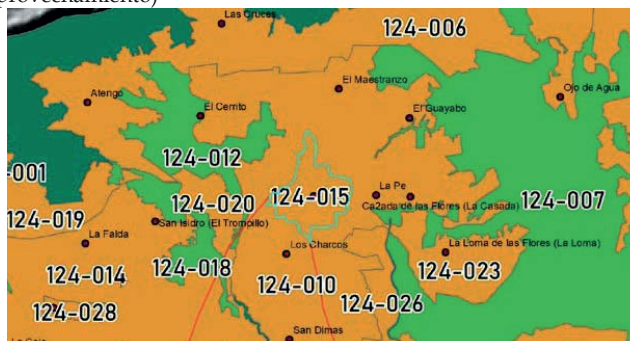 provechamiento)
Las Cruces
124-006
El Maestranzo
Atengo
Ojo de Agua
El Cerrito
El Guayabo
124-012
-001
124-020
124-015
La Pe
Ca2ada de las Flores (La Casada)
124-007
124-019
San Isidro (El Trompillo)
La Falda
Los Charcos
La Loma de las Flores (La Loma)
124-014
124-018
124-010
124-023
124-026
124-028
San Dimas